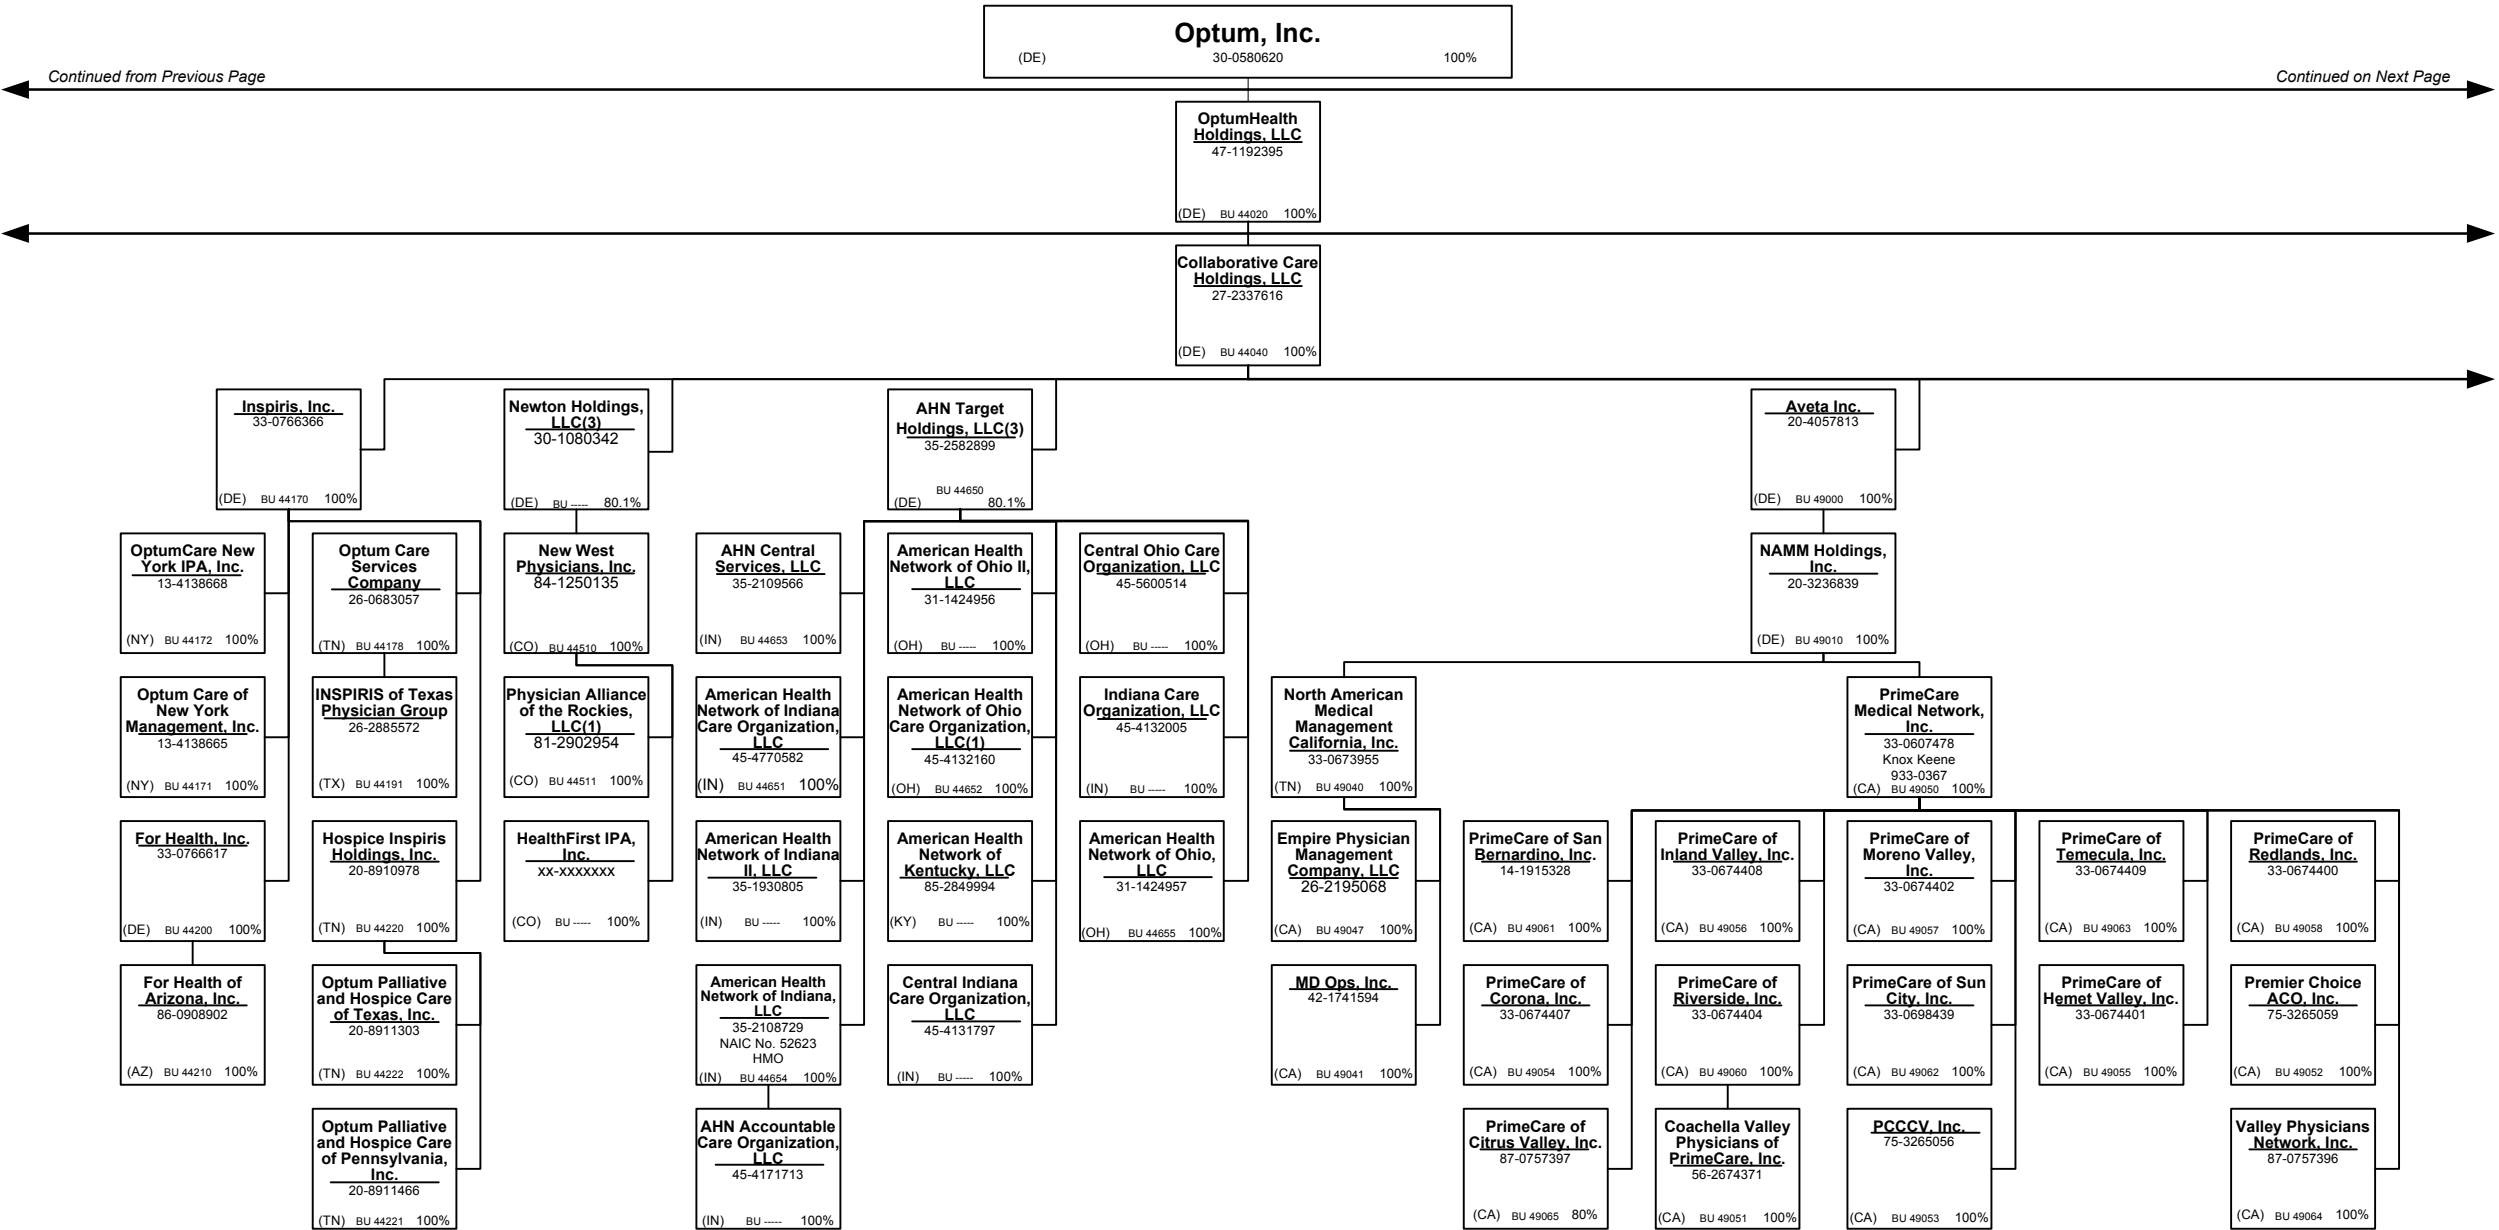 Optum, Inc.
(DE) 30-0580620 100%
Continued from Previous Page
Continued on Next Page
OptumHealth
Holdings, LLC
47-1192395
(DE) BU 44020 100%
Collaborative Care
Holdings, LLC
27-2337616
(DE) BU 44040 100%
Inspiris, Inc.
33-0766366
(DE) BU 44170 100%
Newton Holdings,
LLC(3)
30-1080342
(DE) BU ----- 80.1%
AHN Target
Holdings, LLC(3)
35-2582899
BU 44650
(DE) 80.1%
Aveta Inc.
20-4057813
(DE) BU 49000 100%
OptumCare New
York IPA, Inc.
13-4138668
(NY) BU 44172 100%
Optum Care
Services
Company
26-0683057
(TN) BU 44178 100%
New West
Physicians, Inc.
84-1250135
(CO) BU 44510 100%
AHN Central
Services, LLC
35-2109566
(IN) BU 44653 100%
American Health
Network of Ohio II,
LLC
31-1424956
(OH) BU ----- 100%
Central Ohio Care
Organization, LLC
45-5600514
(OH) BU ----- 100%
NAMM Holdings,
Inc.
20-3236839
(DE) BU 49010 100%
Optum Care of
New York
Management, Inc.
13-4138665
(NY) BU 44171 100%
INSPIRIS of Texas
Physician Group
26-2885572
(TX) BU 44191 100%
Physician Alliance
of the Rockies,
LLC(1)
81-2902954
(CO) BU 44511 100%
American Health
Network of Indiana
Care Organization,
LLC
45-4770582
(IN) BU 44651 100%
American Health
Network of Ohio
Care Organization,
LLC(1)
45-4132160
(OH) BU 44652 100%
Indiana Care
Organization, LLC
45-4132005
(IN) BU ----- 100%
North American
Medical
Management
California, Inc.
33-0673955
(TN) BU 49040 100%
PrimeCare
Medical Network,
Inc.
33-0607478
Knox Keene
933-0367
(CA) BU 49050 100%
For Health, Inc.
33-0766617
(DE) BU 44200 100%
Hospice Inspiris
Holdings, Inc.
20-8910978
(TN) BU 44220 100%
HealthFirst IPA,
Inc.
xx-xxxxxxx
(CO) BU ----- 100%
American Health
Network of Indiana
II, LLC
35-1930805
(IN) BU ----- 100%
American Health
Network of
Kentucky, LLC
85-2849994
(KY) BU ----- 100%
American Health
Network of Ohio,
LLC
31-1424957
(OH) BU 44655 100%
Empire Physician
Management
Company, LLC
26-2195068
(CA) BU 49047 100%
PrimeCare of San
Bernardino, Inc.
14-1915328
(CA) BU 49061 100%
PrimeCare of
Inland Valley, Inc.
33-0674408
(CA) BU 49056 100%
PrimeCare of
Moreno Valley,
Inc.
33-0674402
(CA) BU 49057 100%
PrimeCare of
Temecula, Inc.
33-0674409
(CA) BU 49063 100%
PrimeCare of
Redlands, Inc.
33-0674400
(CA) BU 49058 100%
For Health of
Arizona, Inc.
86-0908902
(AZ) BU 44210 100%
Optum Palliative
and Hospice Care
of Texas, Inc.
20-8911303
(TN) BU 44222 100%
American Health
Network of Indiana,
LLC
35-2108729
NAIC No. 52623
HMO
(IN) BU 44654 100%
Central Indiana
Care Organization,
LLC
45-4131797
(IN) BU ----- 100%
MD Ops, Inc.
42-1741594
(CA) BU 49041 100%
PrimeCare of
Corona, Inc.
33-0674407
(CA) BU 49054 100%
PrimeCare of
Riverside, Inc.
33-0674404
(CA) BU 49060 100%
PrimeCare of Sun
City, Inc.
33-0698439
(CA) BU 49062 100%
PrimeCare of
Hemet Valley, Inc.
33-0674401
(CA) BU 49055 100%
Premier Choice
ACO, Inc.
75-3265059
(CA) BU 49052 100%
Optum Palliative
and Hospice Care
of Pennsylvania,
Inc.
20-8911466
(TN) BU 44221 100%
AHN Accountable
Care Organization,
LLC
45-4171713
(IN) BU ----- 100%
PrimeCare of
Citrus Valley, Inc.
87-0757397
(CA) BU 49065 80%
Coachella Valley
Physicians of
PrimeCare, Inc.
56-2674371
(CA) BU 49051 100%
PCCCV, Inc.
75-3265056
(CA) BU 49053 100%
Valley Physicians
Network, Inc.
87-0757396
(CA) BU 49064 100%